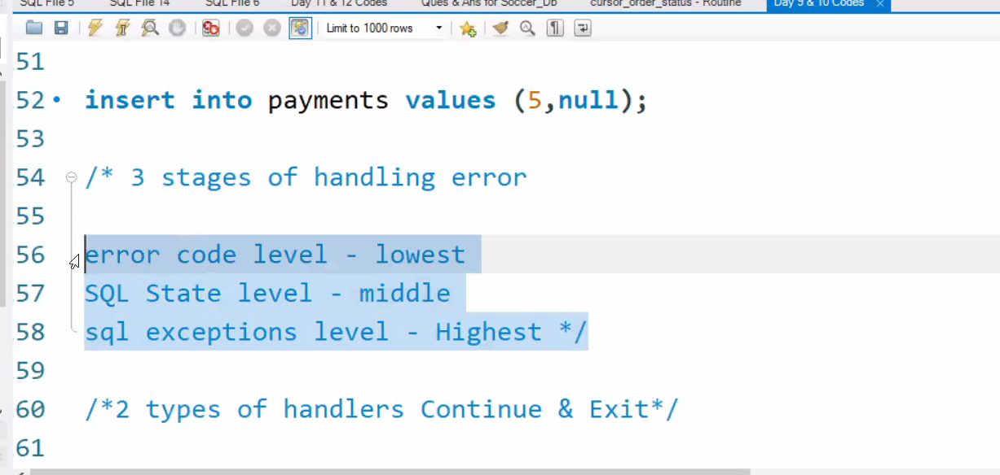 SQL File 5 SQL File 14 SQL File 6 Day 11 & 12 Codes Ques & Ans for Soccer_Db cursor_order_status - Routine Day 9 & 10 Codes
Limit to 1000 rows
51
52 insert into payments values (5,null);
53
54 /* 3 stages of handling error
55
56 error code level - lowest
57 SQL State level - middle
58 sql exceptions level - Highest */
59
60 /*2 types of handlers Continue & Exit*/
61